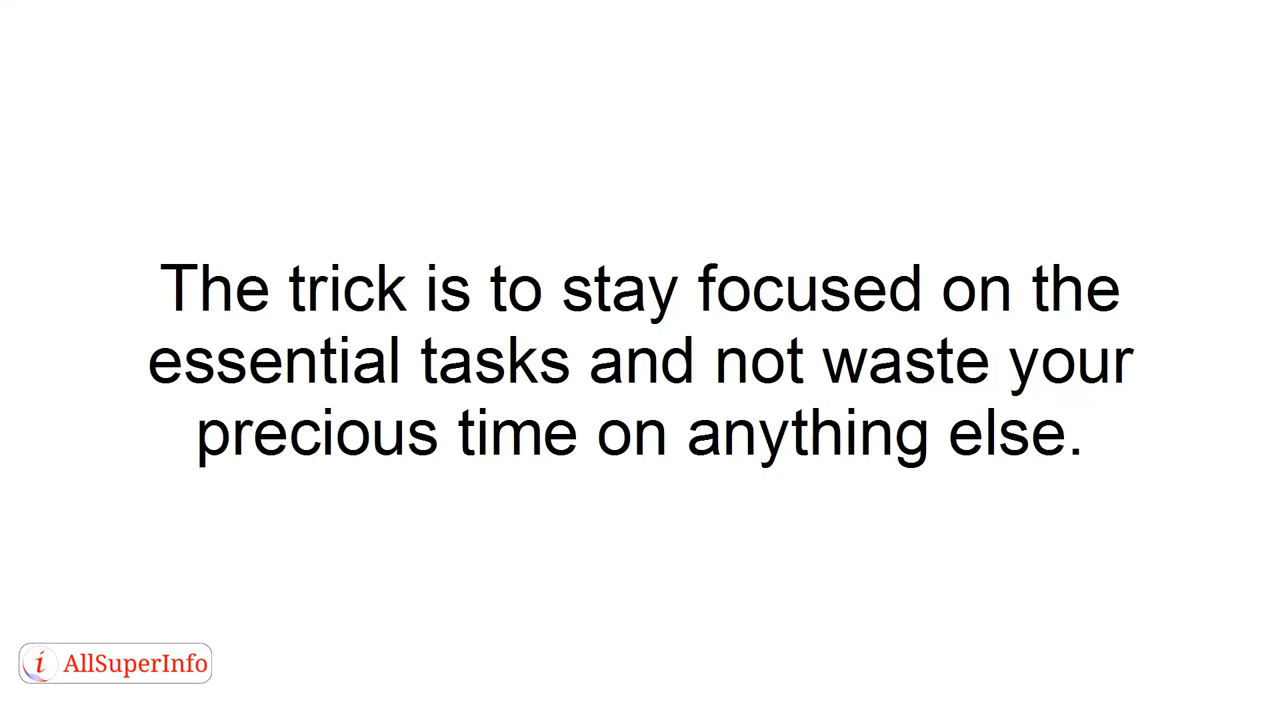 The trick is to stay focused on the
essential tasks and not waste your
precious time on anything else.
i AllSuperInfo